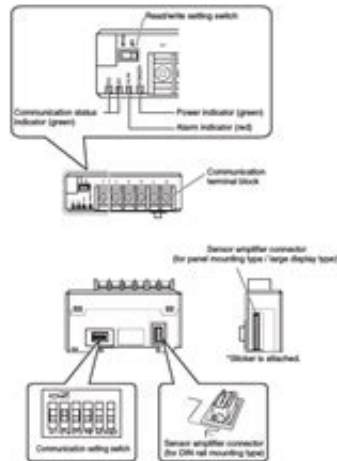 Read/write setting switch
Communication status
indicator (green)
Power indicator (green)
Alarm indicator (red)
Communication
terminal block
Sensor amplifier connector
(for panel mounting type / large display type)
*Sticker is attached.
Communication setting switch
Sensor amplifier connector
(for DIN rail mounting type)